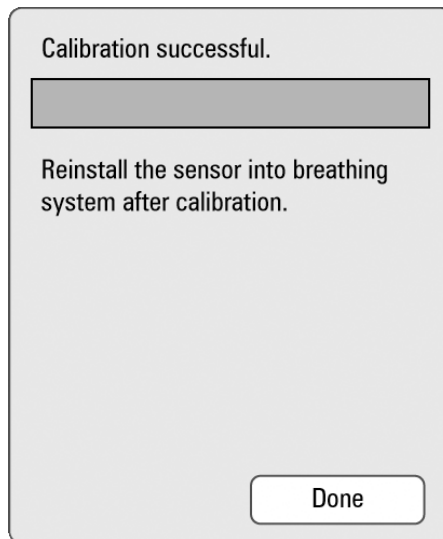 Calibration successful.
Reinstall the sensor into breathing
system after calibration.
Done